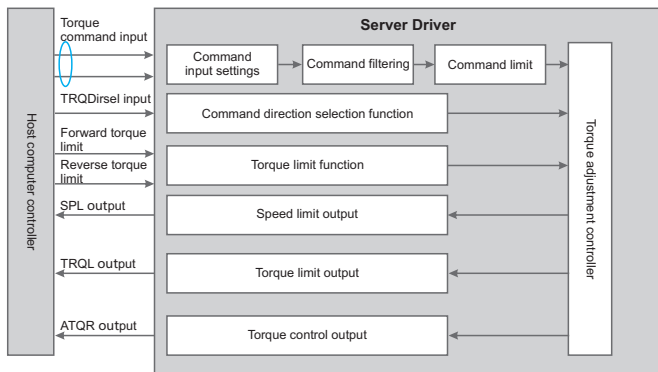 Server Driver
Torque
command input
Command
input settings
Command filtering
Command limit
TRQDirsel input
Command direction selection function
Forward torque
limit
Reverse torque
limit
Torque limit function
SPL output
Speed limit output
TRQL output
Torque limit output
ATQR output
Torque control output
Host computer controller
Torque adjustment controller